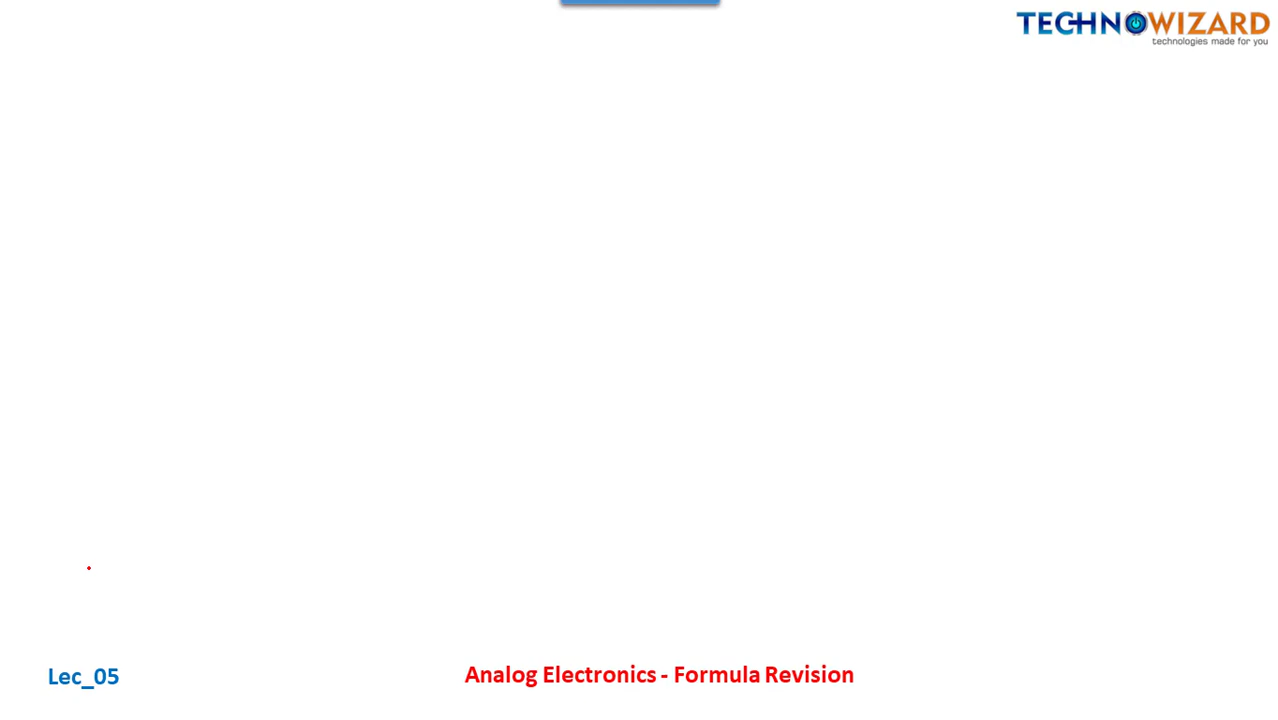 TECHNOWIZARD
technologies made for you
Lec_05
Analog Electronics - Formula Revision